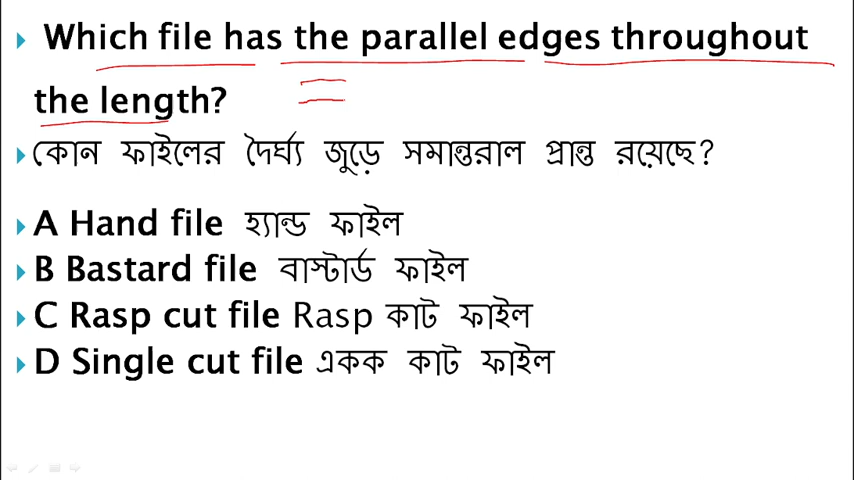 Which file has the parallel edges throughout
the length?
কোন ফাইলের দৈর্ঘ্য জুড়ে সমান্তরাল প্রান্ত রয়েছে?
A Hand file হ্যান্ড ফাইল
B Bastard file বাস্টার্ড ফাইল
C Rasp cut file Rasp কাট ফাইল
D Single cut file একক কাট ফাইল